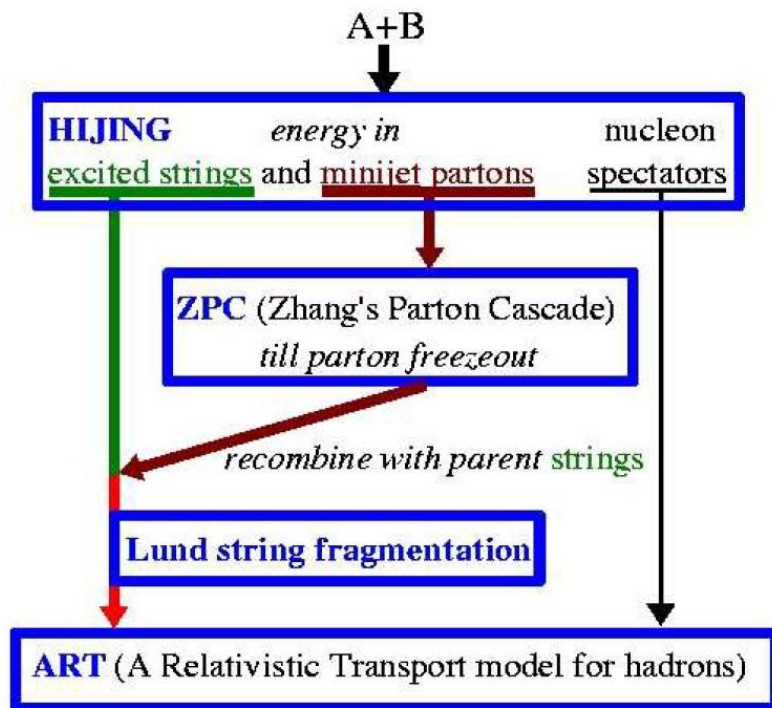 A+B
HIJING energy in nucleon
excited strings and minijet partons spectators
ZPC (Zhang's Parton Cascade)
till parton freezeout
recombine with parent strings
Lund string fragmentation
ART (A Relativistic Transport model for hadrons)